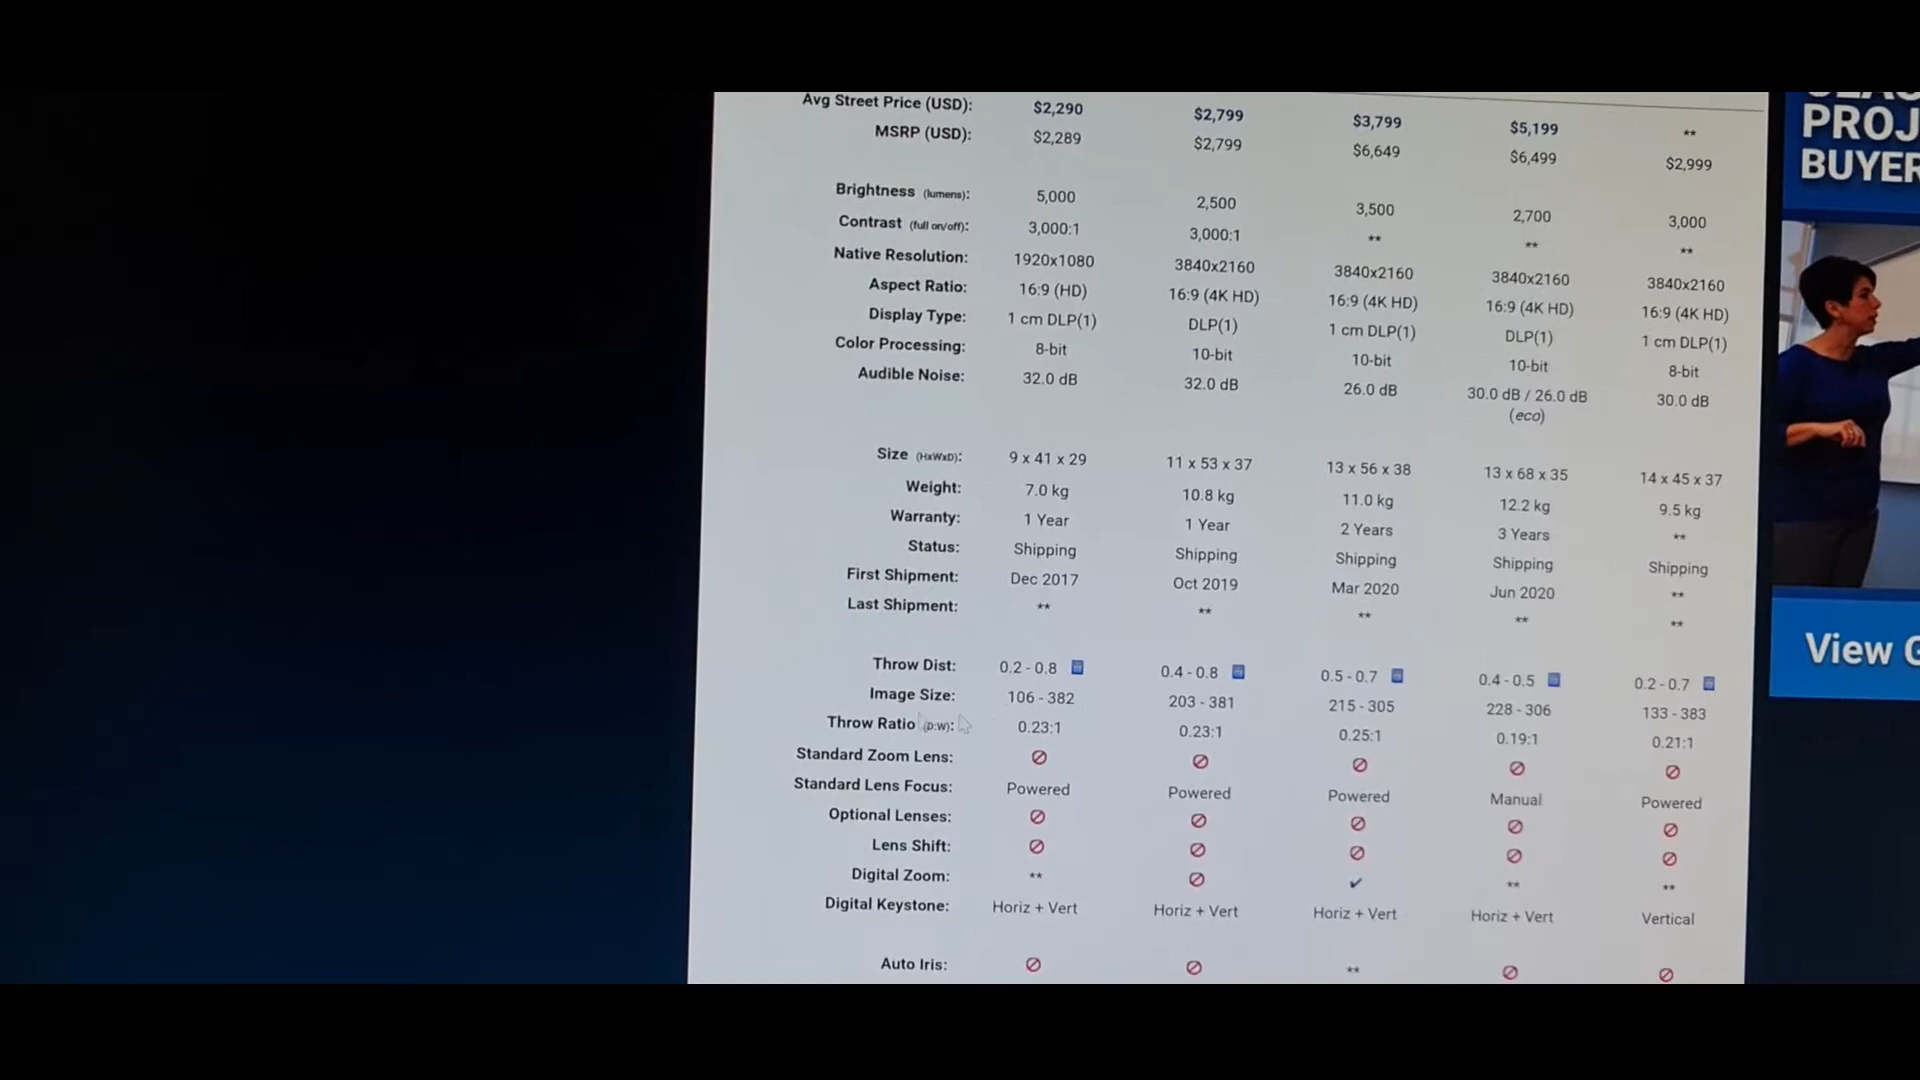 Avg Street Price (USD): $2,290 $2,799 $3,799 $5,199 **
MSRP (USD): $2,289 $2,799 $6,649 $6,499 $2,999
Brightness (lumens): 5,000 2,500 3,500 2,700 3,000
Contrast (full on/off): 3,000:1 3,000:1 ** ** **
Native Resolution: 1920x1080 3840x2160 3840x2160 3840x2160 3840x2160
Aspect Ratio: 16:9 (HD) 16:9 (4K HD) 16:9 (4K HD) 16:9 (4K HD) 16:9 (4K HD)
Display Type: 1 cm DLP(1) DLP(1) 1 cm DLP(1) DLP(1) 1 cm DLP(1)
Color Processing: 8-bit 10-bit 10-bit 10-bit 8-bit
Audible Noise: 32.0 dB 32.0 dB 26.0 dB 30.0 dB / 26.0 dB 30.0 dB
(eco)
Size (HxWxD): 9 x 41 x 29 11 x 53 x 37 13 x 56 x 38 13 x 68 x 35 14 x 45 x 37
Weight: 7.0 kg 10.8 kg 11.0 kg 12.2 kg 9.5 kg
Warranty: 1 Year 1 Year 2 Years 3 Years **
Status: Shipping Shipping Shipping Shipping Shipping
First Shipment: Dec 2017 Oct 2019 Mar 2020 Jun 2020 **
Last Shipment: ** ** ** ** **
Throw Dist: 0.2 - 0.8 0.4 - 0.8 0.5 - 0.7 0.4 - 0.5 0.2 - 0.7
Image Size: 106 - 382 203 - 381 215 - 305 228 - 306 133 - 383
Throw Ratio (D:W): 0.23:1 0.23:1 0.25:1 0.19:1 0.21:1
Standard Zoom Lens:
Standard Lens Focus: Powered Powered Powered Manual Powered
Optional Lenses:
Lens Shift:
Digital Zoom: ** ** **
Digital Keystone: Horiz + Vert Horiz + Vert Horiz + Vert Horiz + Vert Vertical
Auto Iris: **
PROJ
BUYER
View G